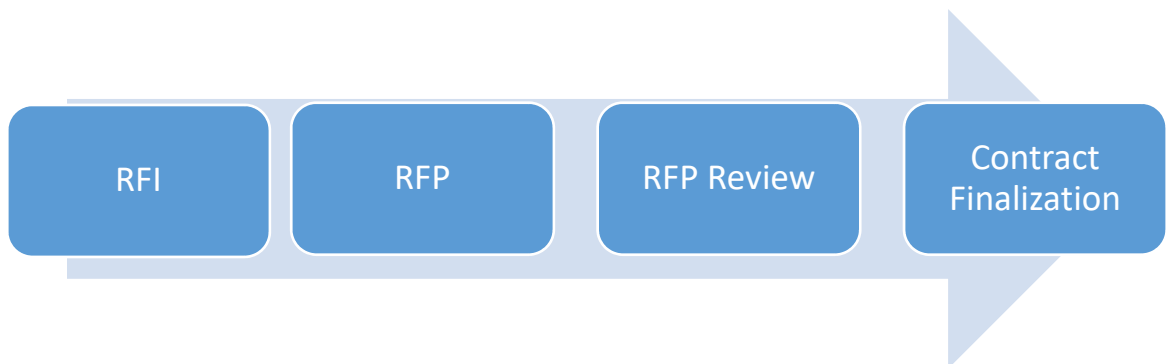 RFI
RFP
RFP Review
Contract
Finalization